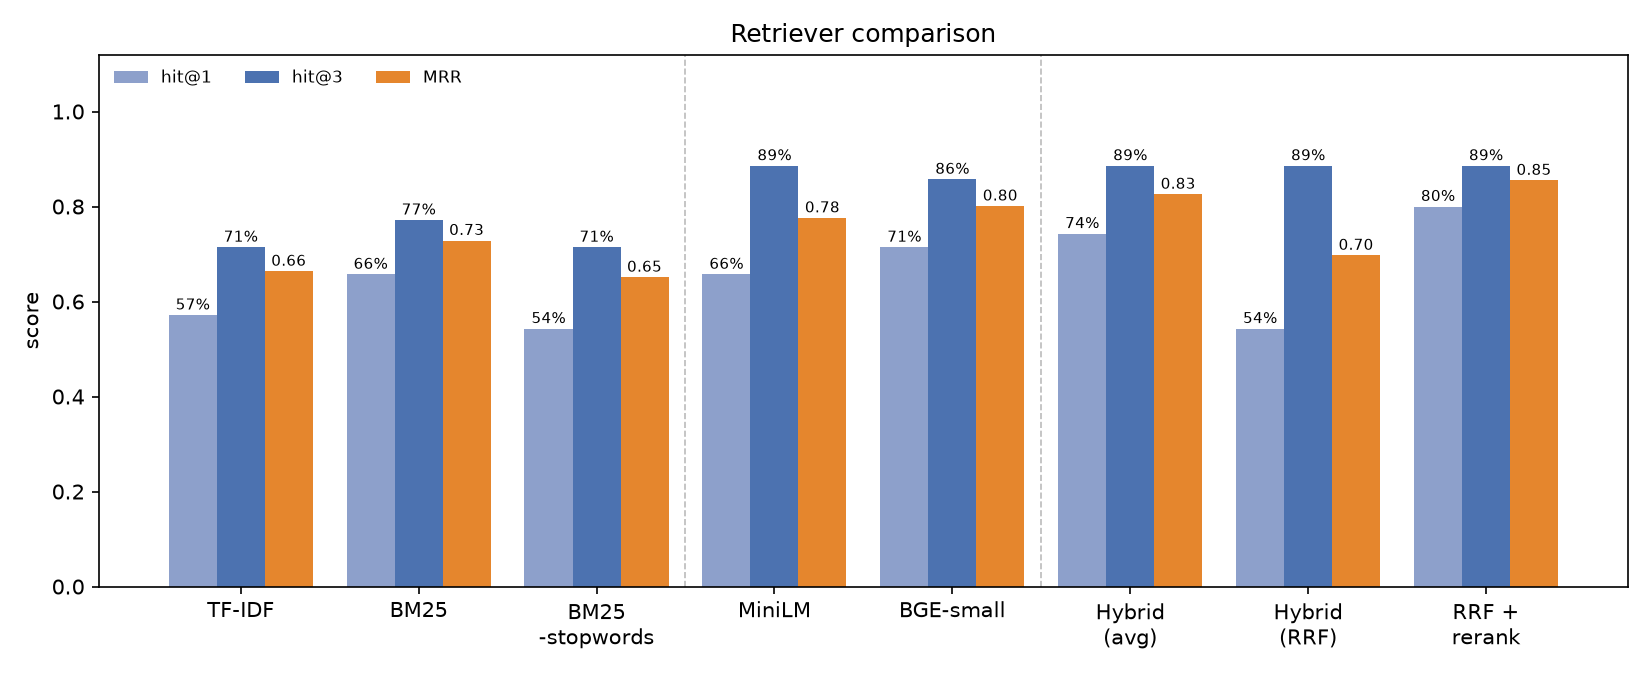 Retriever comparison
hit@1 hit@3 MRR
score
1.0
0.8
0.6
0.4
0.2
0.0
57% 71% 0.66
66% 77% 0.73
54% 71% 0.65
66% 89% 0.78
71% 86% 0.80
74% 89% 0.83
54% 89% 0.70
80% 89% 0.85
TF-IDF
BM25
BM25
-stopwords
MiniLM
BGE-small
Hybrid
(avg)
Hybrid
(RRF)
RRF +
rerank